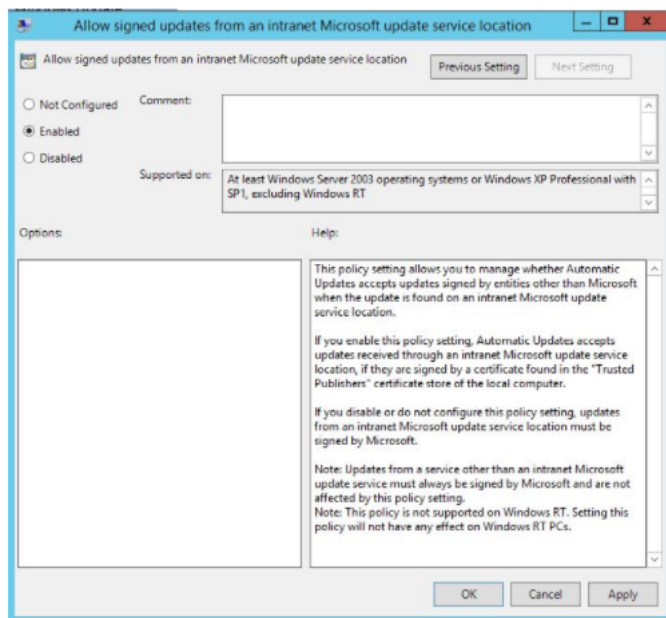 Allow signed updates from an intranet Microsoft update service location
Allow signed updates from an intranet Microsoft update service location
Previous Setting
Next Setting
Not Configured
Comment:
Enabled
Disabled
Supported on:
At least Windows Server 2003 operating systems or Windows XP Professional with
SP1, excluding Windows RT
Options:
Help:
This policy setting allows you to manage whether Automatic
Updates accepts updates signed by entities other than Microsoft
when the update is found on an intranet Microsoft update
service location.
If you enable this policy setting, Automatic Updates accepts
updates received through an intranet Microsoft update service
location, if they are signed by a certificate found in the "Trusted
Publishers" certificate store of the local computer.
If you disable or do not configure this policy setting, updates
from an intranet Microsoft update service location must be
signed by Microsoft.
Note: Updates from a service other than an intranet Microsoft
update service must always be signed by Microsoft and are not
affected by this policy setting.
Note: This policy is not supported on Windows RT. Setting this
policy will not have any effect on Windows RT PCs.
OK
Cancel
Apply